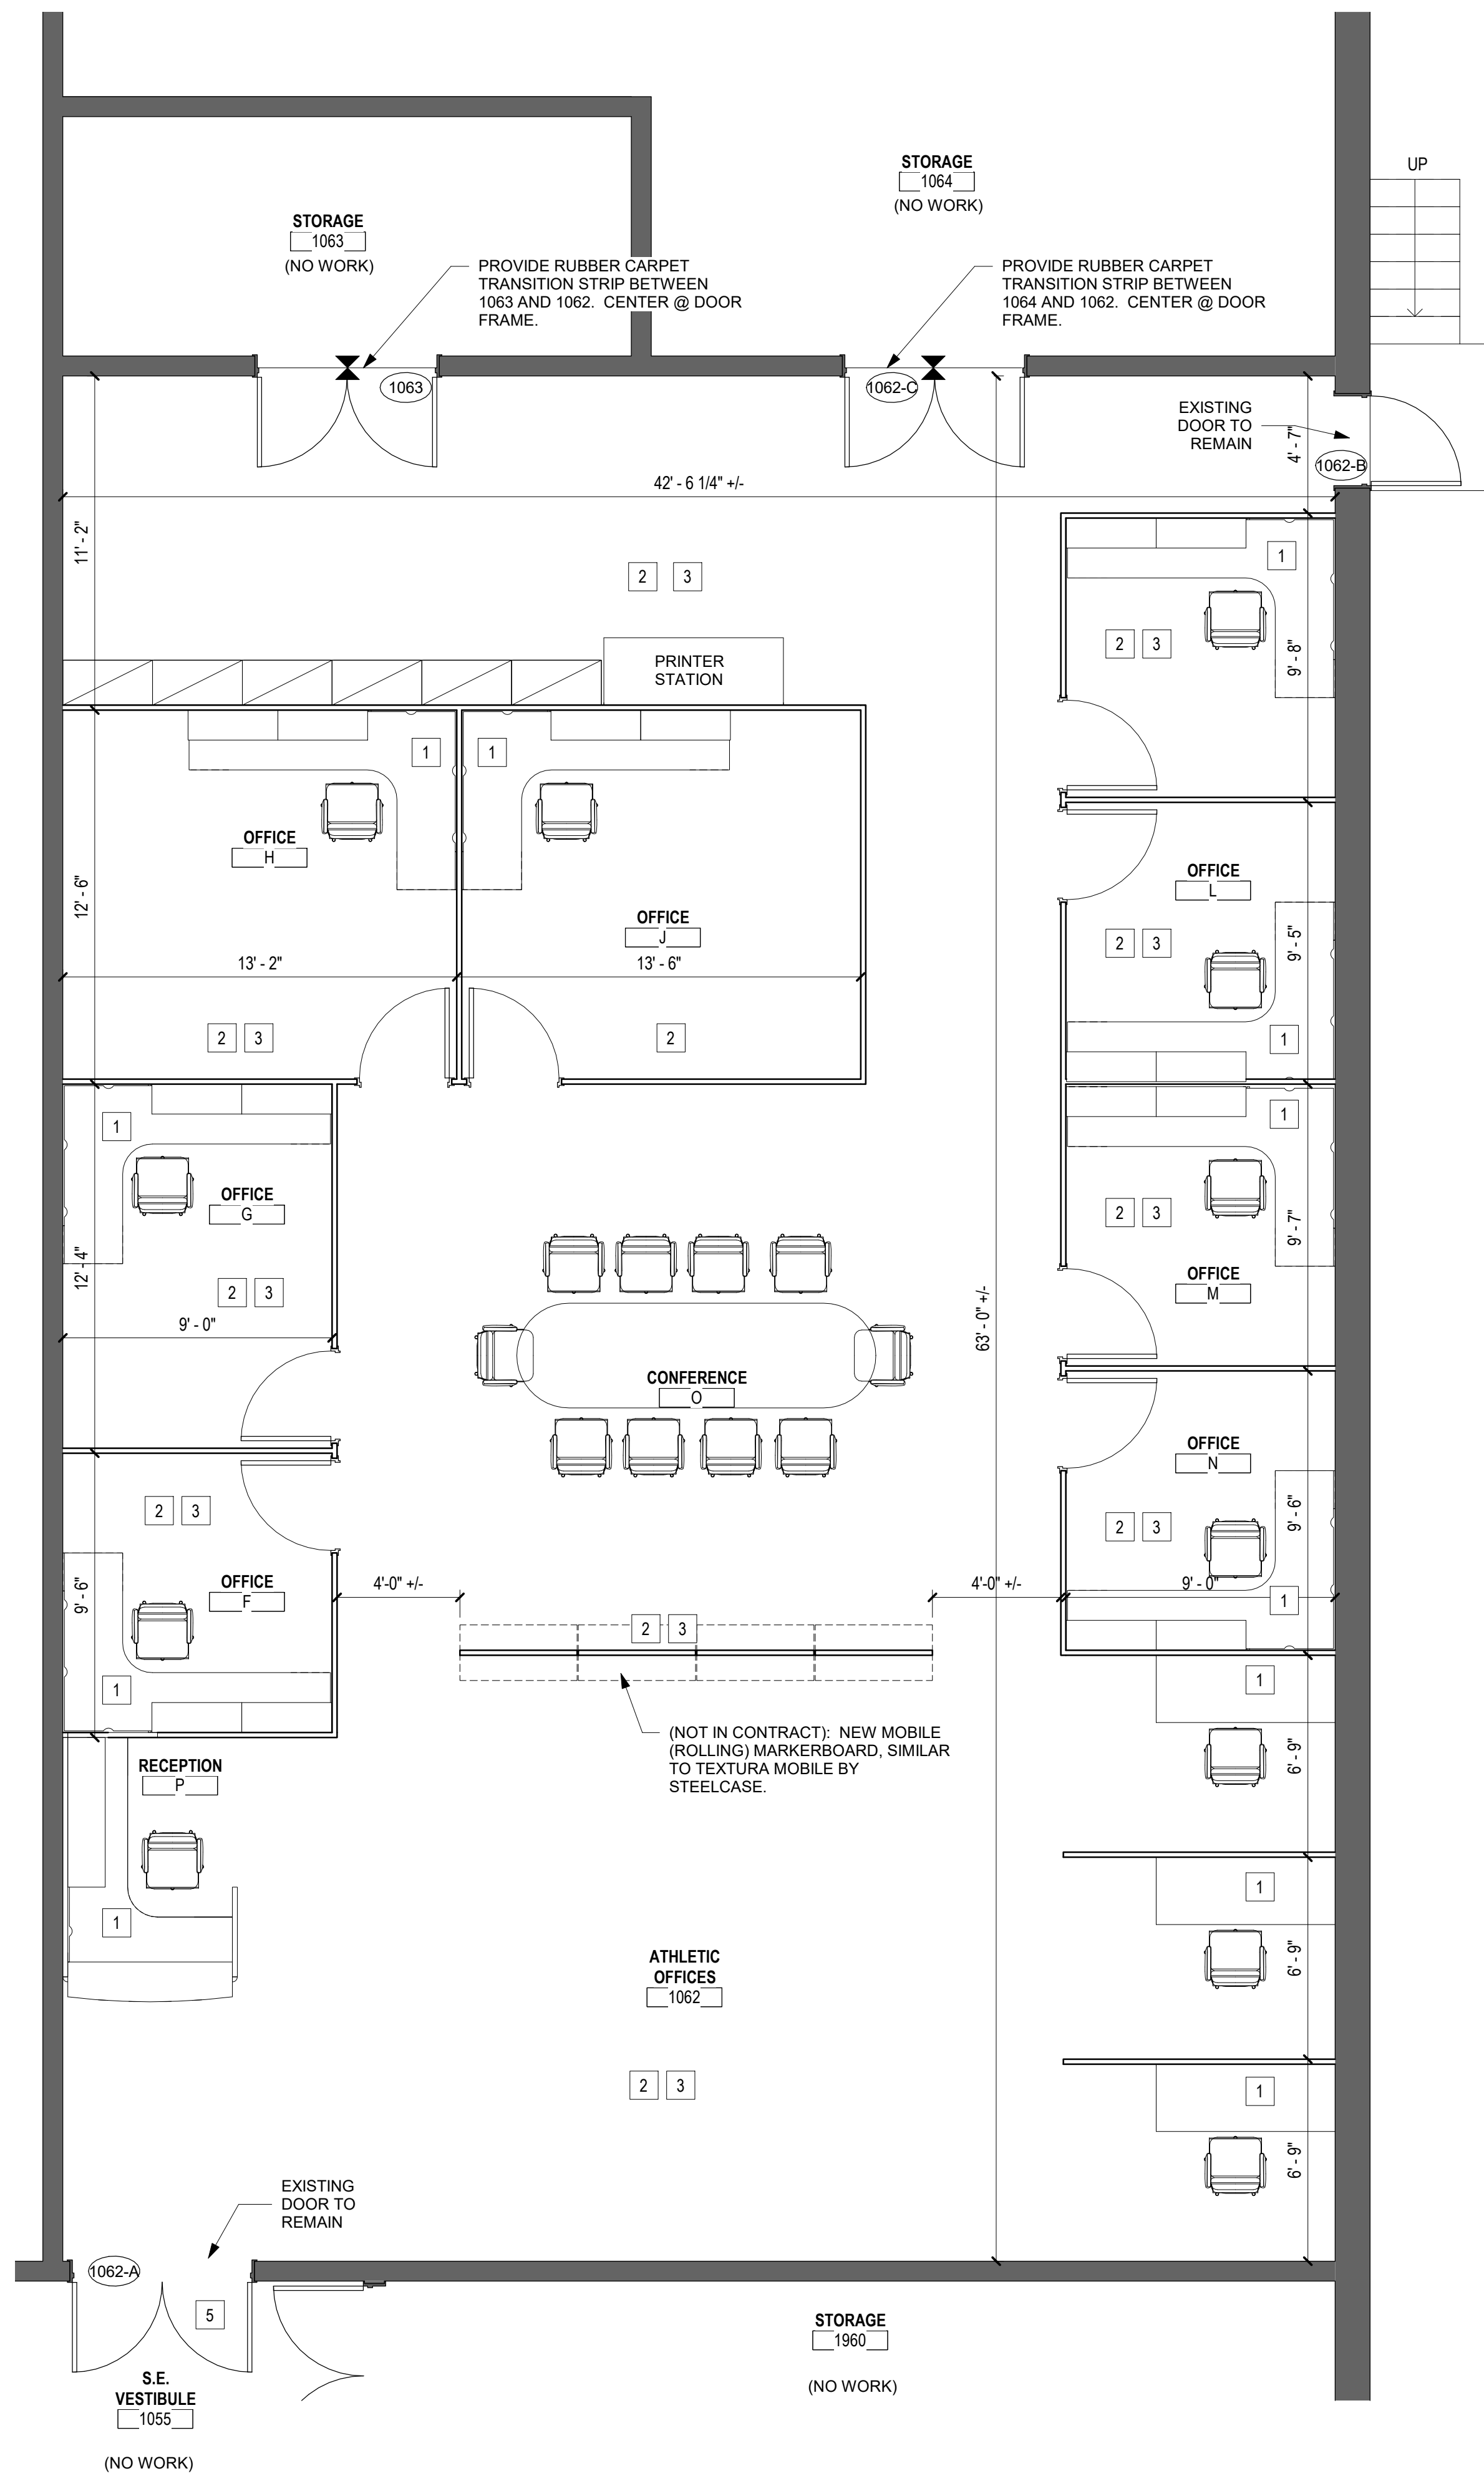 UP
STORAGE
1064
(NO WORK)
STORAGE
1063
(NO WORK)
PROVIDE RUBBER CARPET
TRANSITION STRIP BETWEEN
1063 AND 1062. CENTER @ DOOR
FRAME.
PROVIDE RUBBER CARPET
TRANSITION STRIP BETWEEN
1064 AND 1062. CENTER @ DOOR
FRAME.
1063
1062-C
EXISTING
DOOR TO
REMAIN
4' - 7"
1062-B
42' - 6 1/4" +/-
11' - 2"
2 3
1
2 3
9' - 8"
PRINTER
STATION
1
1
OFFICE
H
OFFICE
L
12' - 6"
OFFICE
J
2 3
9' - 5"
13' - 2"
13' - 6"
2 3
2
1
1
1
OFFICE
G
2 3
9' - 7"
12' - 4"
2 3
OFFICE
M
9' - 0"
63' - 0" +/-
CONFERENCE
O
OFFICE
N
2 3
2 3
9' - 6"
OFFICE
F
9' - 6"
4'-0" +/-
4'-0" +/-
9' - 0"
1
2 3
1
1
(NOT IN CONTRACT): NEW MOBILE
(ROLLING) MARKERBOARD, SIMILAR
TO TEXTURA MOBILE BY
STEELCASE.
RECEPTION
P
6' - 9"
1
1
ATHLETIC
OFFICES
1062
6' - 9"
2 3
1
6' - 9"
EXISTING
DOOR TO
REMAIN
1062-A
5
STORAGE
1960
(NO WORK)
S.E.
VESTIBULE
1055
(NO WORK)